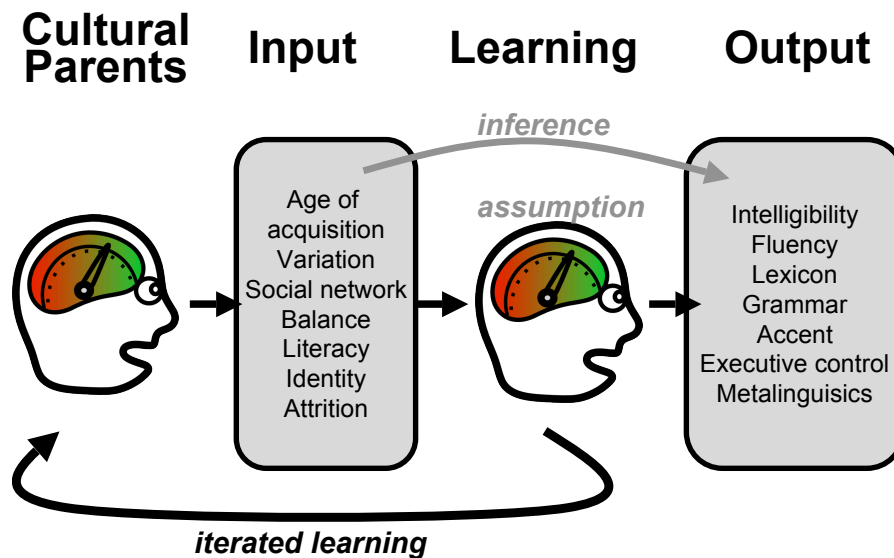 Cultural
Parents
Input
Learning
Output
inference
assumption
Age of
acquisition
Variation
Social network
Balance
Literacy
Identity
Attrition
Intelligibility
Fluency
Lexicon
Grammar
Accent
Executive control
Metalinguisics
iterated learning